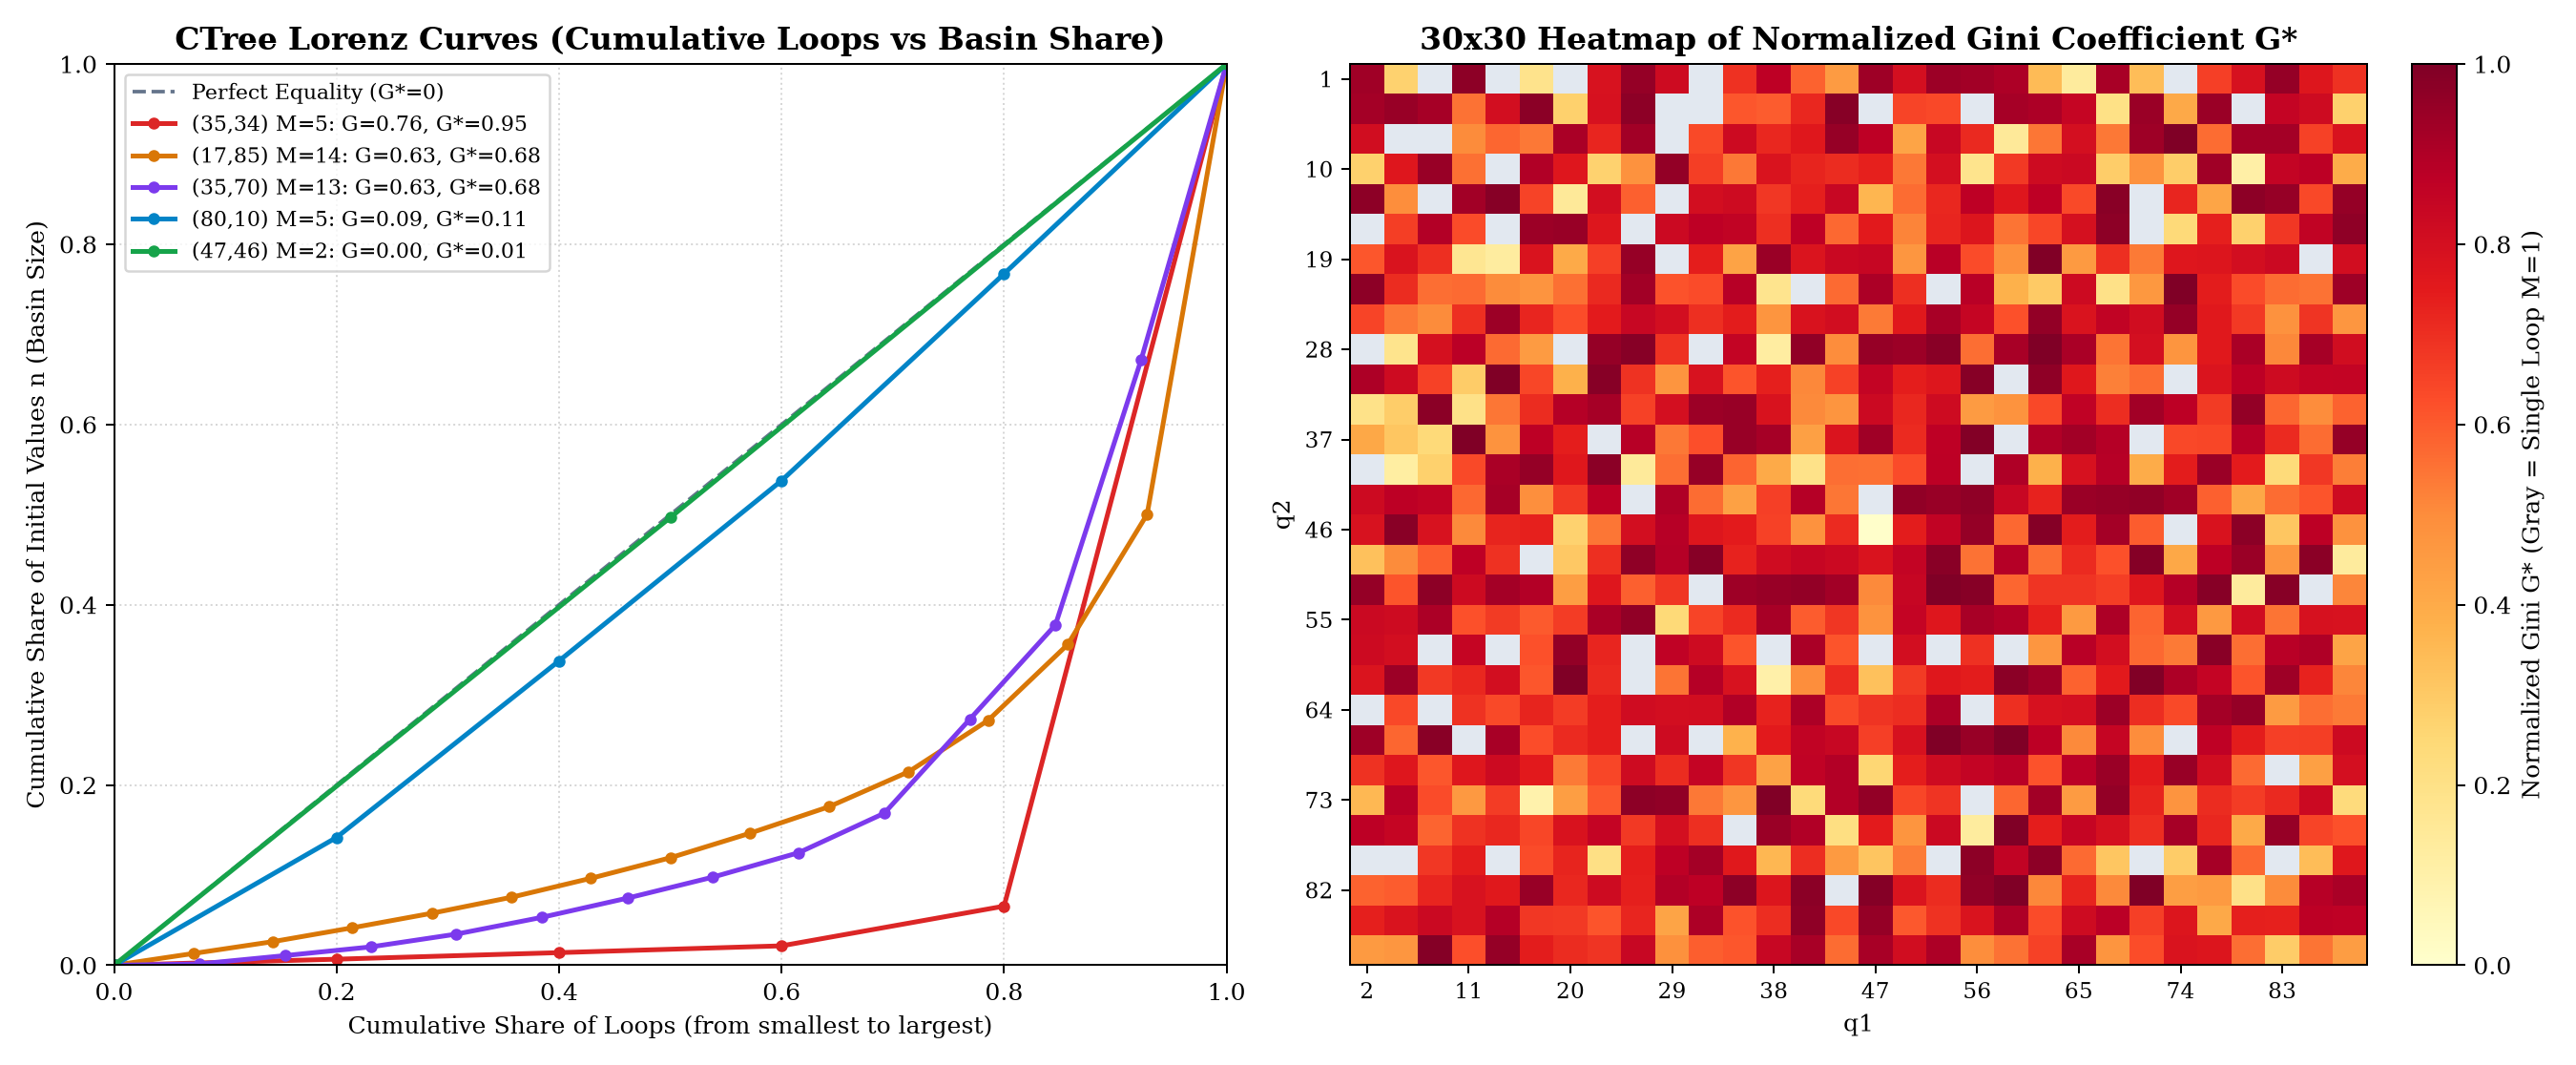 CTree Lorenz Curves (Cumulative Loops vs Basin Share)
Cumulative Share of Initial Values n (Basin Size)
1.0
0.8
0.6
0.4
0.2
0.0
Perfect Equality (G*=0)
(35,34) M=5: G=0.76, G*=0.95
(17,85) M=14: G=0.63, G*=0.68
(35,70) M=13: G=0.63, G*=0.68
(80,10) M=5: G=0.09, G*=0.11
(47,46) M=2: G=0.00, G*=0.01
0.0 0.2 0.4 0.6 0.8 1.0
Cumulative Share of Loops (from smallest to largest)
30x30 Heatmap of Normalized Gini Coefficient G*
q2
1
10
19
28
37
46
55
64
73
82
2 11 20 29 38 47 56 65 74 83
q1
1.0
0.8
0.6
0.4
0.2
0.0
Normalized Gini G* (Gray = Single Loop M=1)